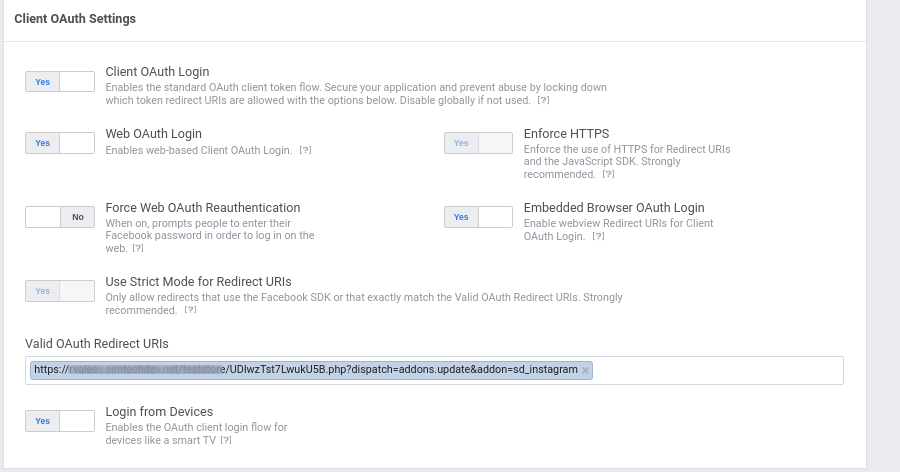 Client OAuth Settings
Yes
Client OAuth Login
Enables the standard OAuth client token flow. Secure your application and prevent abuse by locking down
which token redirect URIs are allowed with the options below. Disable globally if not used. [?]
Yes
Web OAuth Login
Enables web-based Client OAuth Login. [?]
Yes
Enforce HTTPS
Enforce the use of HTTPS for Redirect URIs
and the JavaScript SDK. Strongly
recommended. [?]
No
Force Web OAuth Reauthentication
When on, prompts people to enter their
Facebook password in order to log in on the
web. [?]
Yes
Embedded Browser OAuth Login
Enable webview Redirect URIs for Client
OAuth Login. [?]
Yes
Use Strict Mode for Redirect URIs
Only allow redirects that use the Facebook SDK or that exactly match the Valid OAuth Redirect URIs. Strongly
recommended. [?]
Valid OAuth Redirect URIs
https:// /UDIwzTst7LwukU5B.php?dispatch=addons.update&addon=sd_instagram ×
Yes
Login from Devices
Enables the OAuth client login flow for
devices like a smart TV [?]